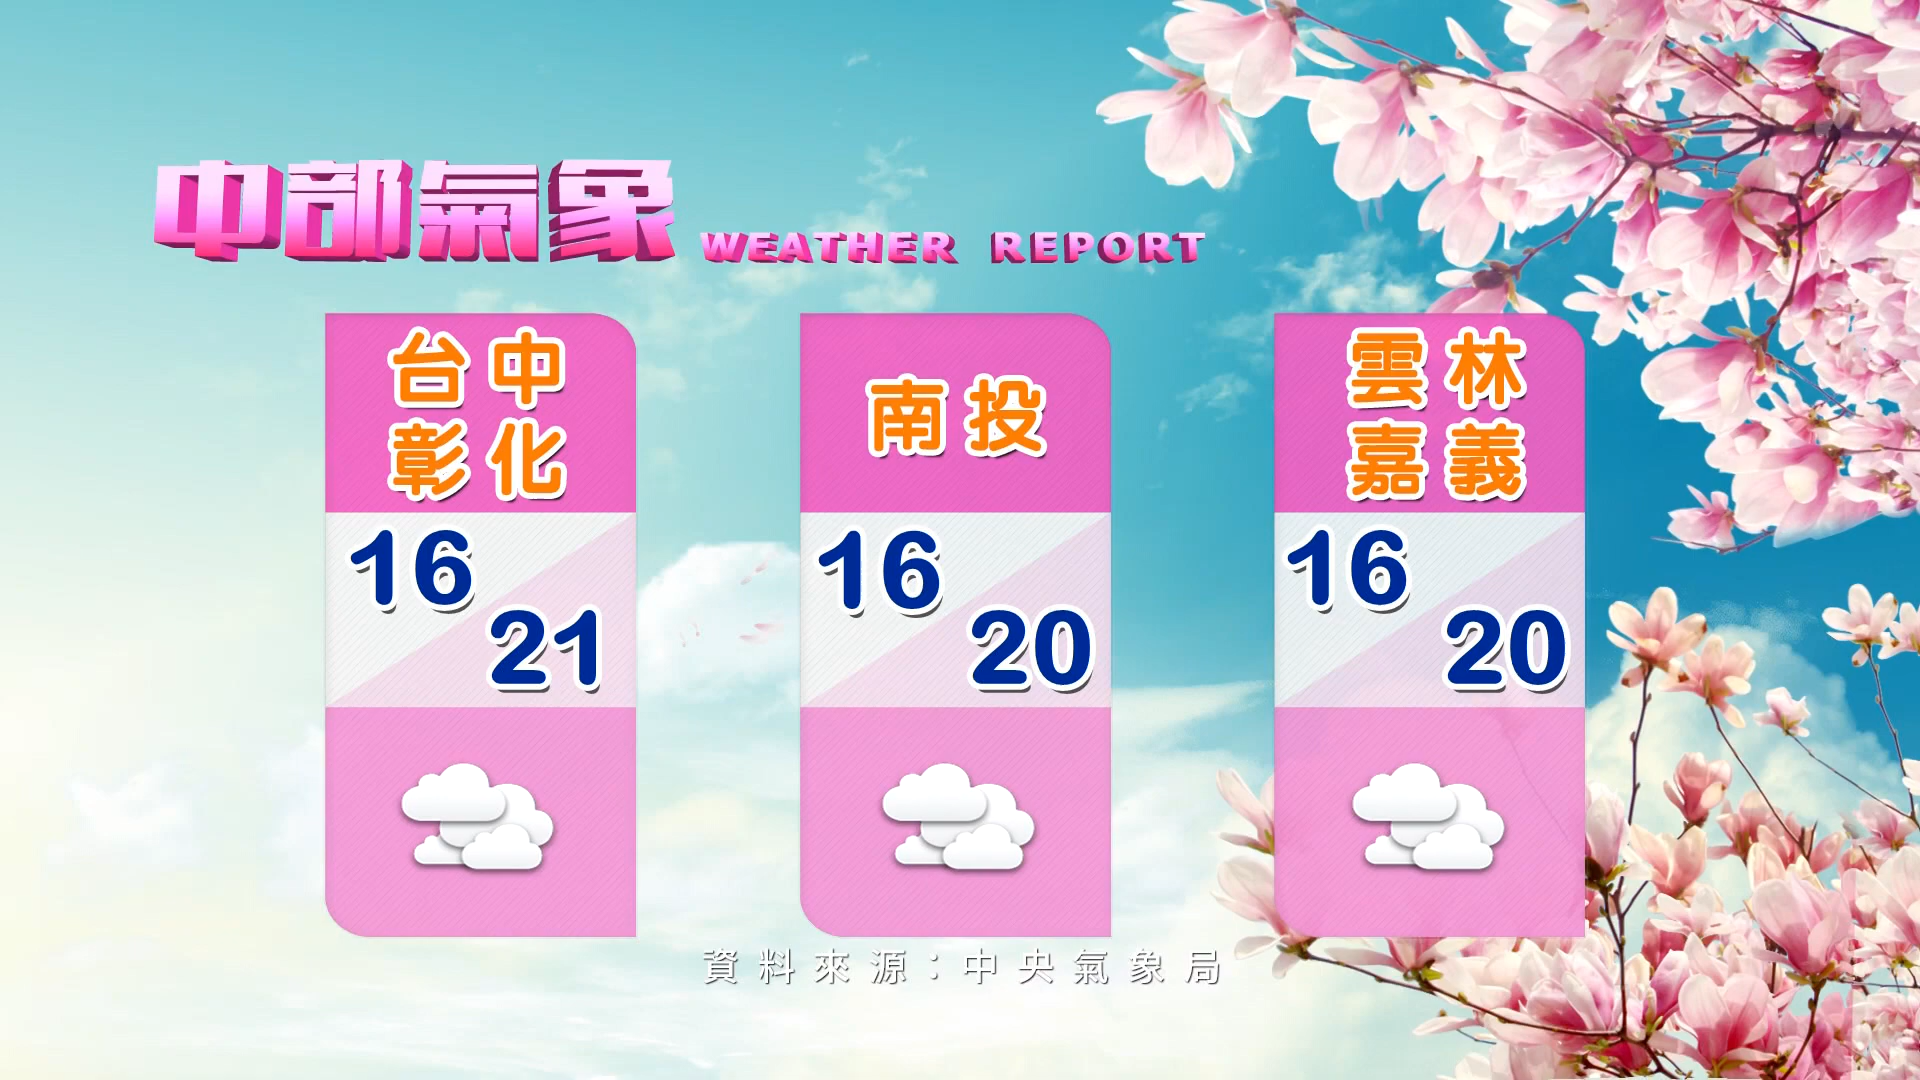 中部氣象 WEATHER REPORT
台中
彰化
16
21
南投
16
20
雲林
嘉義
16
20
資料來源：中央氣象局